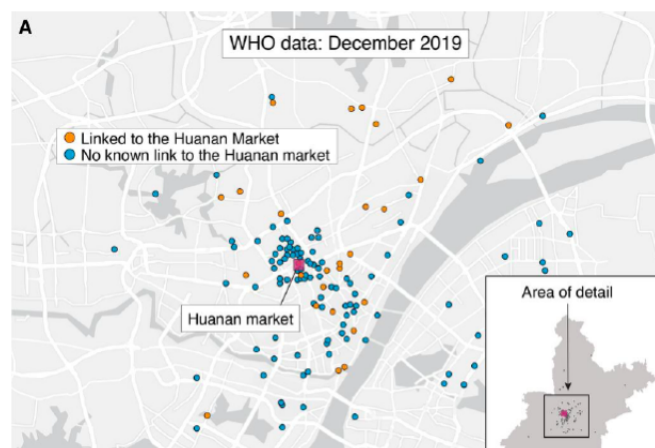 A
WHO data: December 2019
Linked to the Huanan Market
No known link to the Huanan market
Huanan market
Area of detail